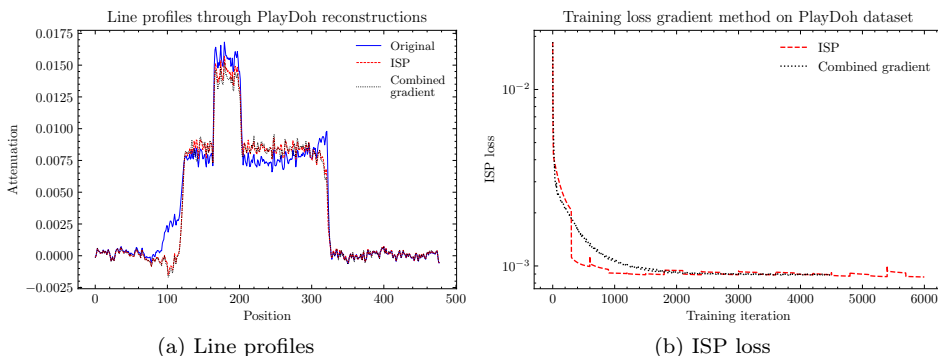 Line profiles through PlayDoh reconstructions
0.0175
0.0150
0.0125
0.0100
0.0075
0.0050
0.0025
0.0000
−0.0025
Attenuation
Original
ISP
Combined
gradient
0 100 200 300 400 500
Position
(a) Line profiles
Training loss gradient method on PlayDoh dataset
10⁻²
10⁻³
ISP loss
ISP
Combined gradient
0 1000 2000 3000 4000 5000 6000
Training iteration
(b) ISP loss